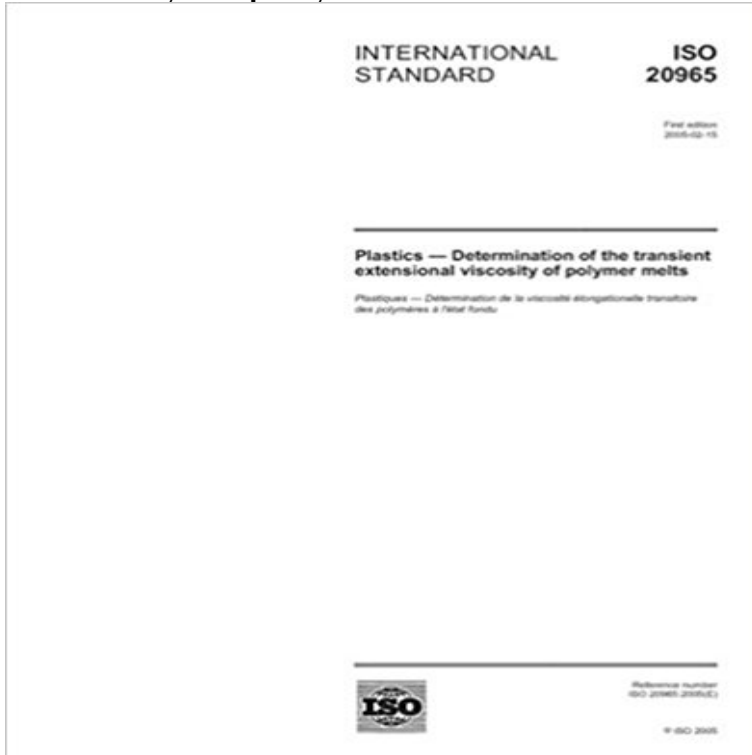 INTERNATIONAL
STANDARD
ISO
20965
First edition
2005-02-15
Plastics — Determination of the transient
extensional viscosity of polymer melts
Plastiques — Détermination de la viscosité élongationelle transitoire
des polymères à l'état fondu
ISO
Reference number
ISO 20965:2005(E)
© ISO 2005